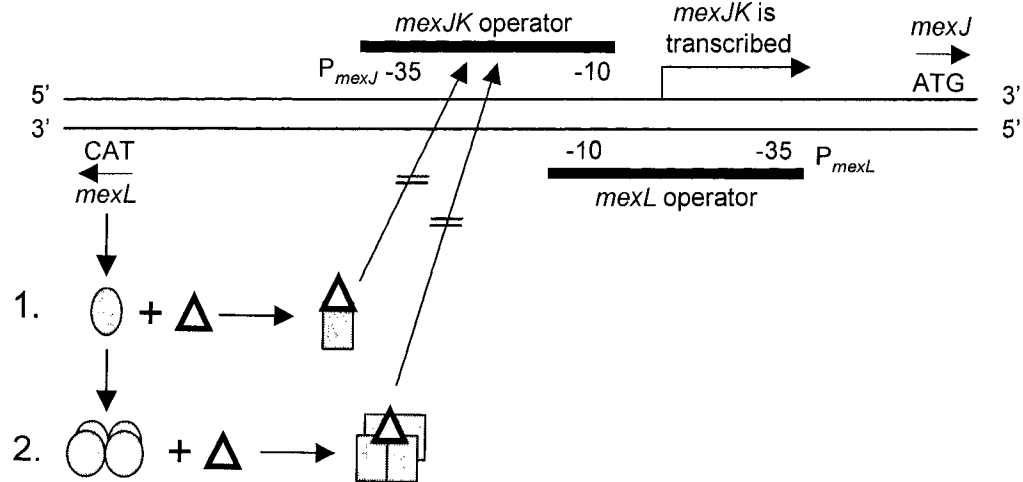 mexJK operator
mexJK is
transcribed
mexJ
PmexJ -35 -10
ATG
5' 3'
3' 5'
CAT
mexL
-10 -35 PmexL
mexL operator
1. +
2. +